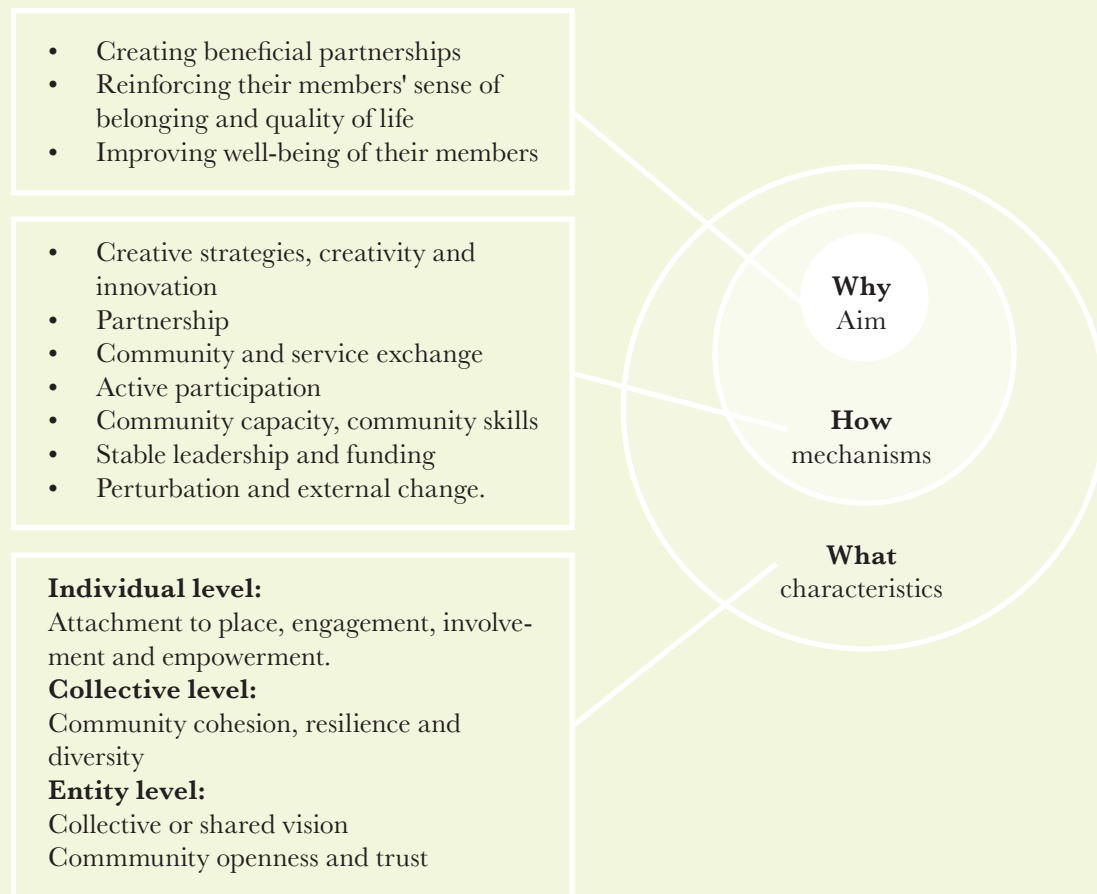 • Creating beneficial partnerships
• Reinforcing their members' sense of
belonging and quality of life
• Improving well-being of their members
• Creative strategies, creativity and
innovation
• Partnership
• Community and service exchange
• Active participation
• Community capacity, community skills
• Stable leadership and funding
• Perturbation and external change.
Individual level:
Attachment to place, engagement, involve-
ment and empowerment.
Collective level:
Community cohesion, resilience and
diversity
Entity level:
Collective or shared vision
Commmunity openness and trust
Why
Aim
How
mechanisms
What
characteristics